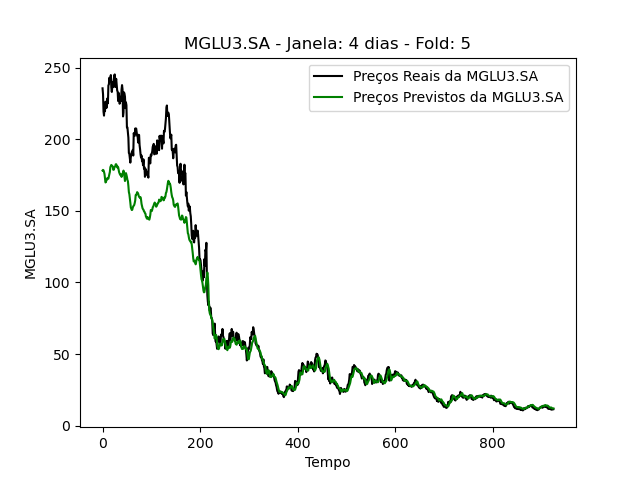 MGLU3.SA - Janela: 4 dias - Fold: 5
Preços Reais da MGLU3.SA
Preços Previstos da MGLU3.SA
250
200
150
100
50
0
MGLU3.SA
0 200 400 600 800
Tempo